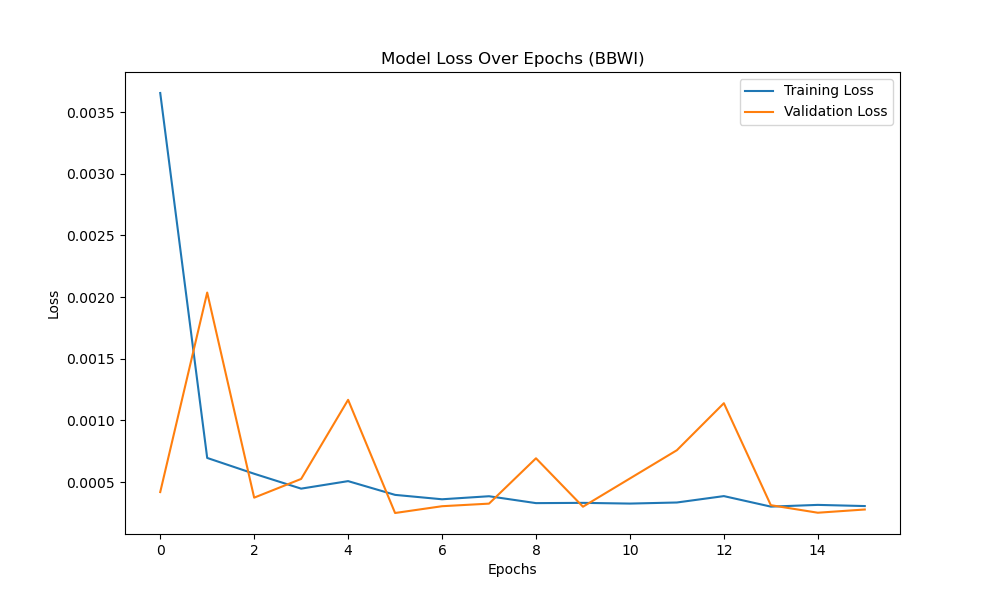 Model Loss Over Epochs (BBWI)
Training Loss
Validation Loss
0.0035
0.0030
0.0025
0.0020
0.0015
0.0010
0.0005
Loss
0 2 4 6 8 10 12 14
Epochs